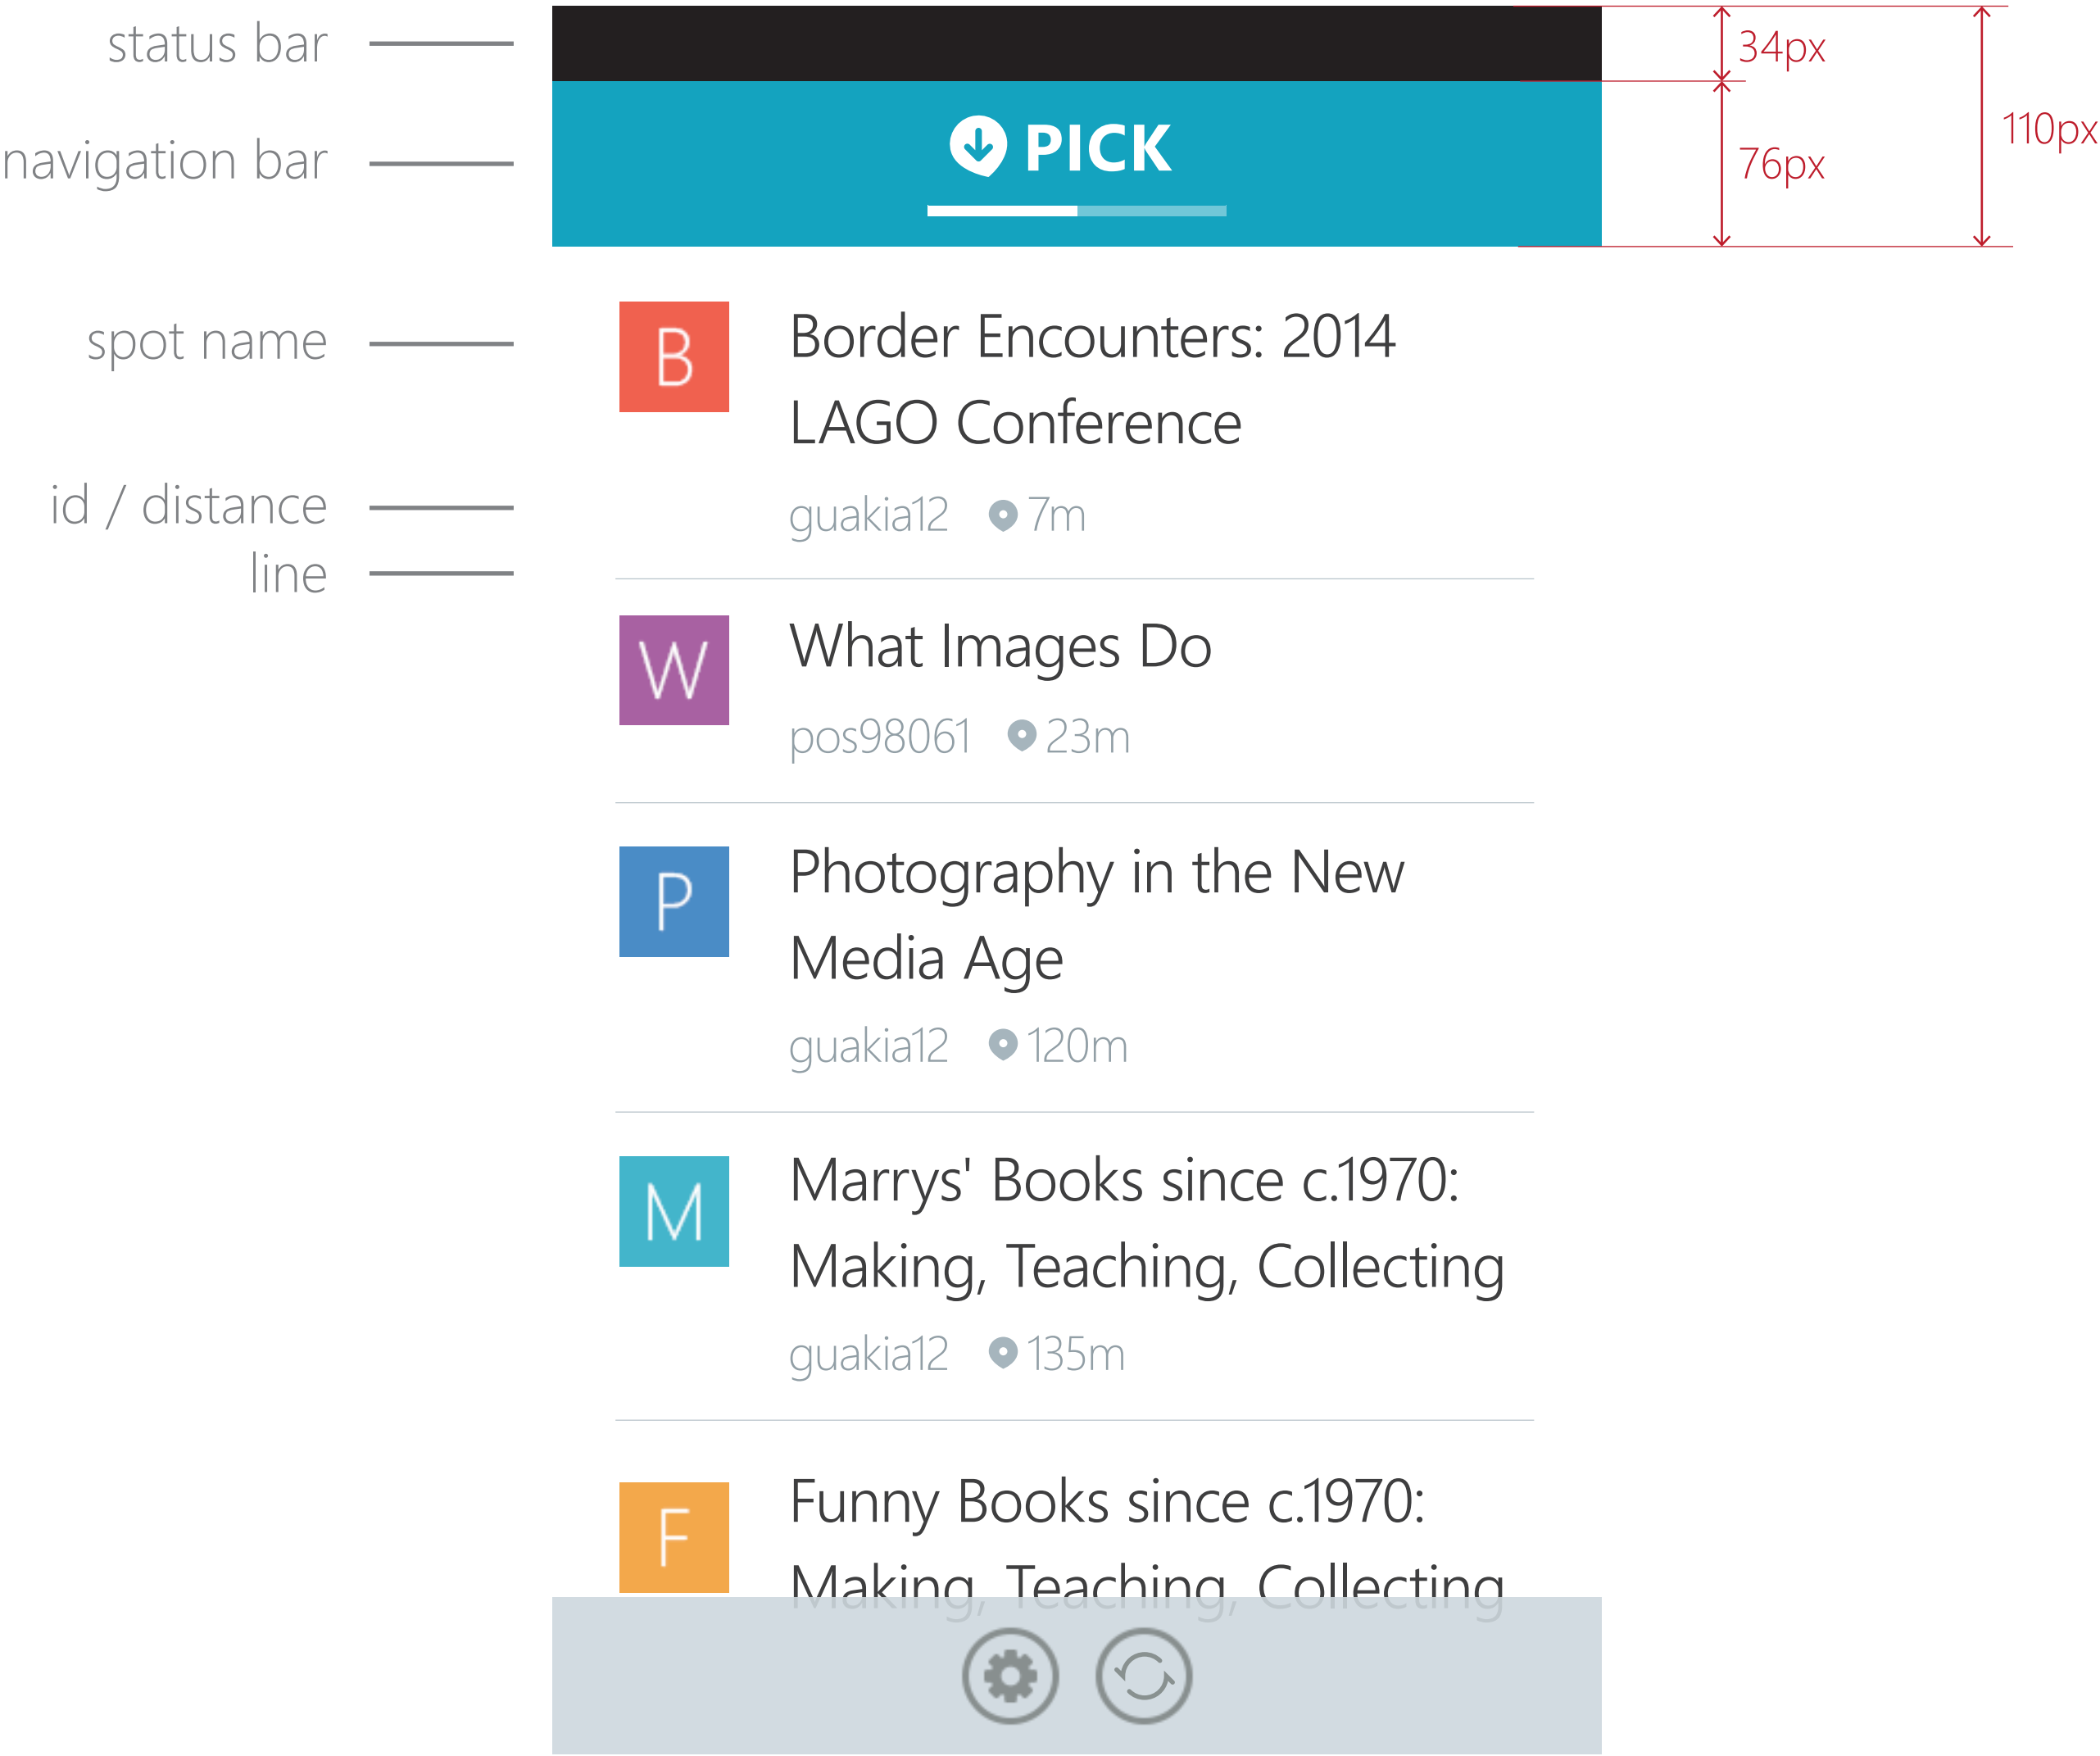 status bar
34px
navigation bar
PICK
76px
110px
spot name
B
Border Encounters: 2014
LAGO Conference
id / distance
guakia12 7m
line
W
What Images Do
pos98061 23m
P
Photography in the New
Media Age
guakia12 120m
M
Marrys' Books since c.1970:
Making, Teaching, Collecting
guakia12 135m
F
Funny Books since c.1970:
Making, Teaching, Collecting